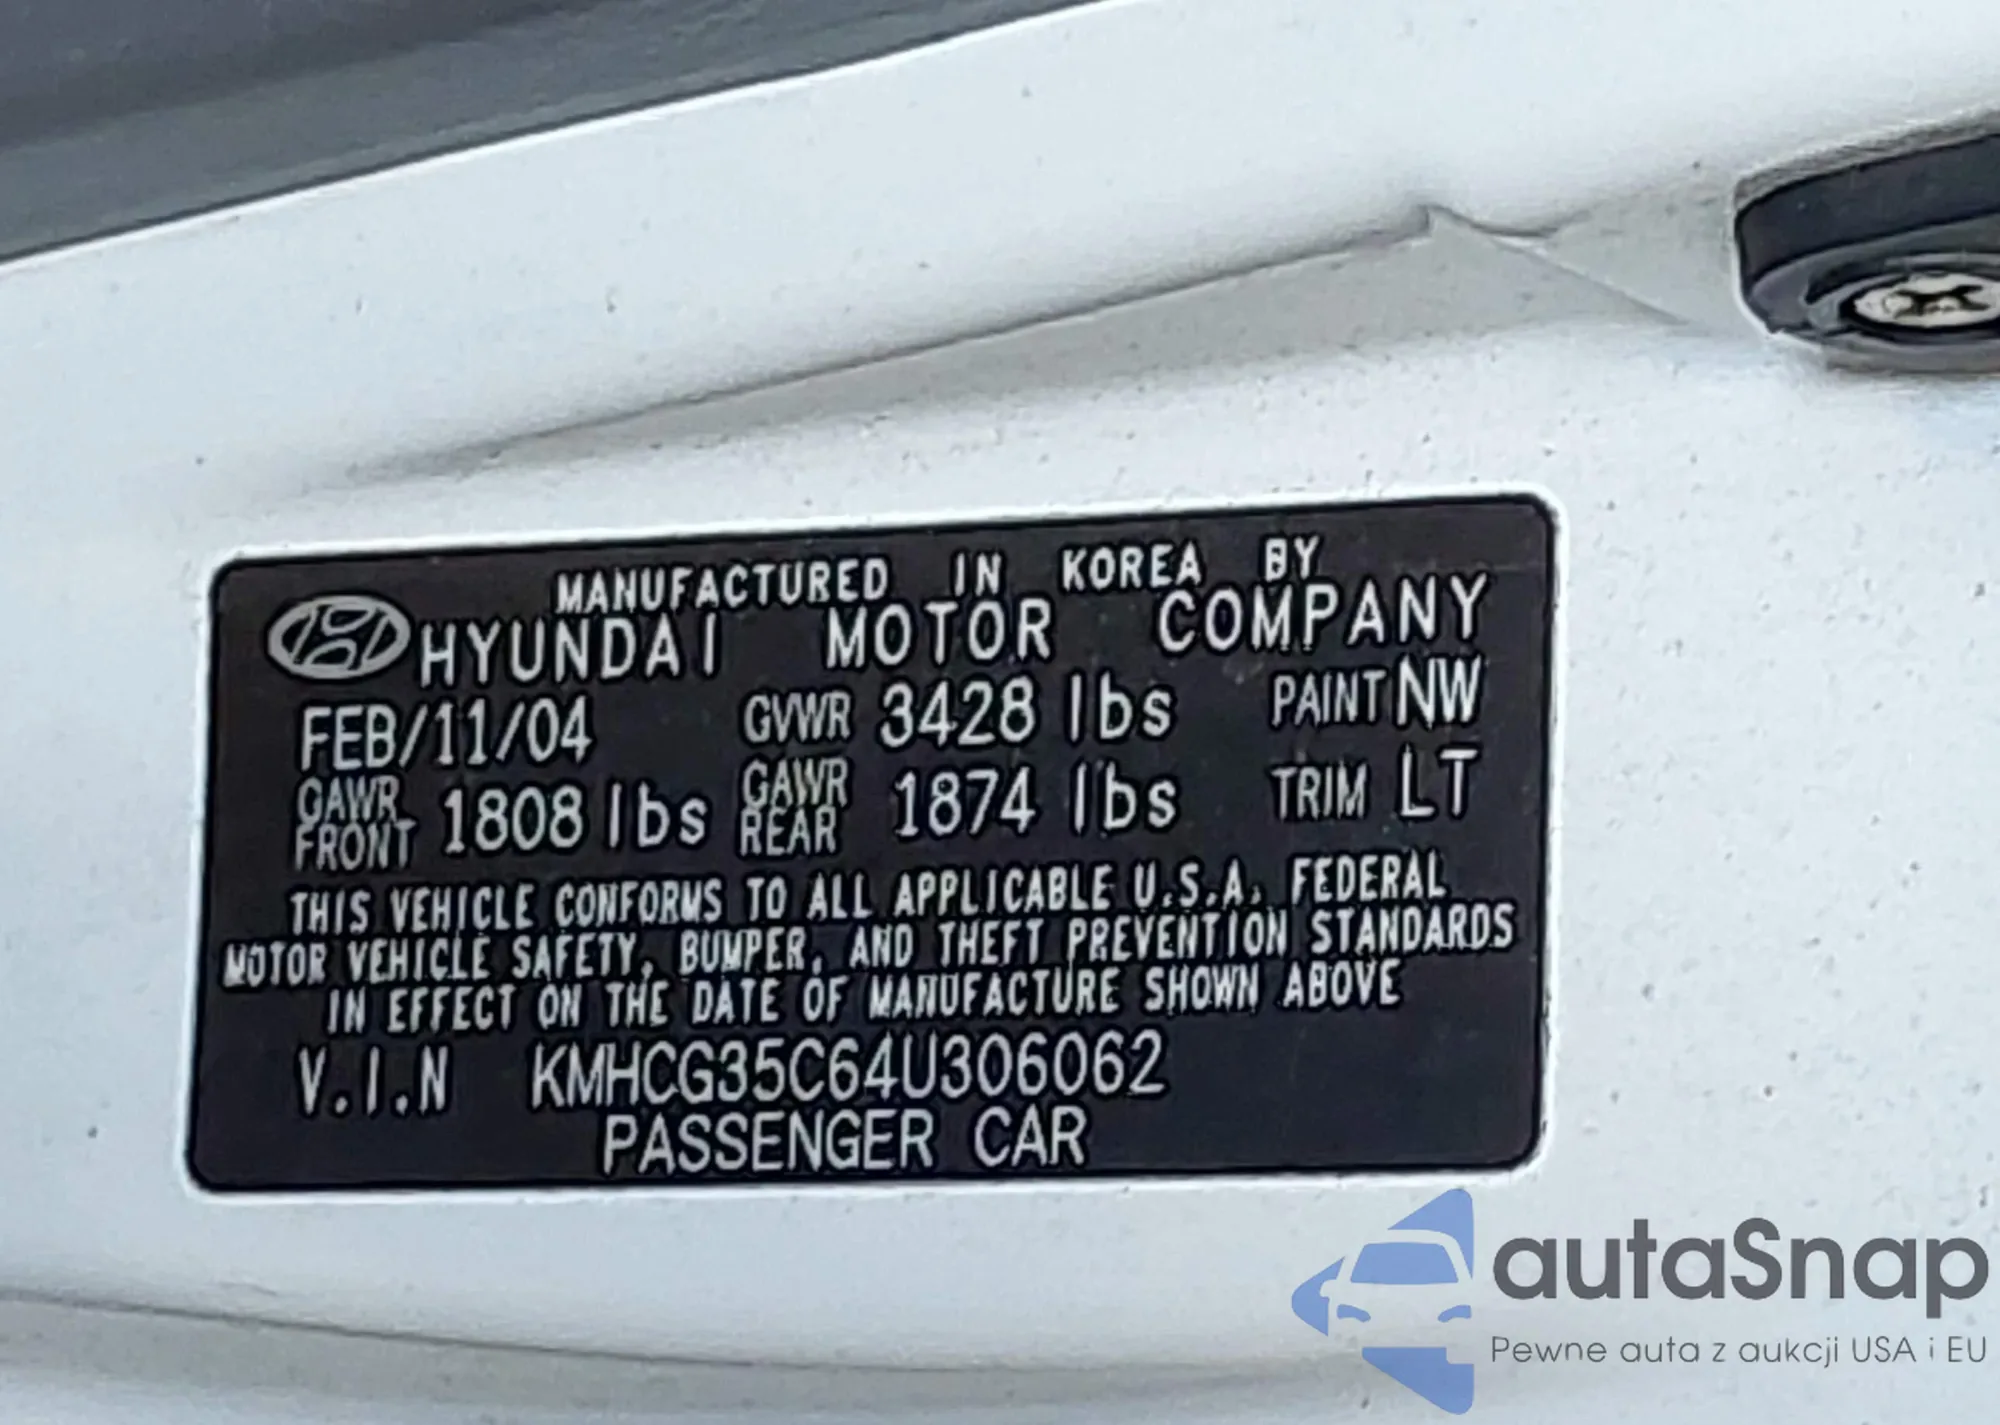 MANUFACTURED IN KOREA BY
HYUNDAI MOTOR COMPANY
FEB/11/04 GVWR 3428 lbs PAINT NW
GAWR FRONT 1808 lbs GAWR REAR 1874 lbs TRIM LT
THIS VEHICLE CONFORMS TO ALL APPLICABLE U.S.A. FEDERAL
MOTOR VEHICLE SAFETY, BUMPER, AND THEFT PREVENTION STANDARDS
IN EFFECT ON THE DATE OF MANUFACTURE SHOWN ABOVE
V.I.N KMHCG35C64U306062
PASSENGER CAR
autaSnap
Pewne auta z aukcji USA i EU